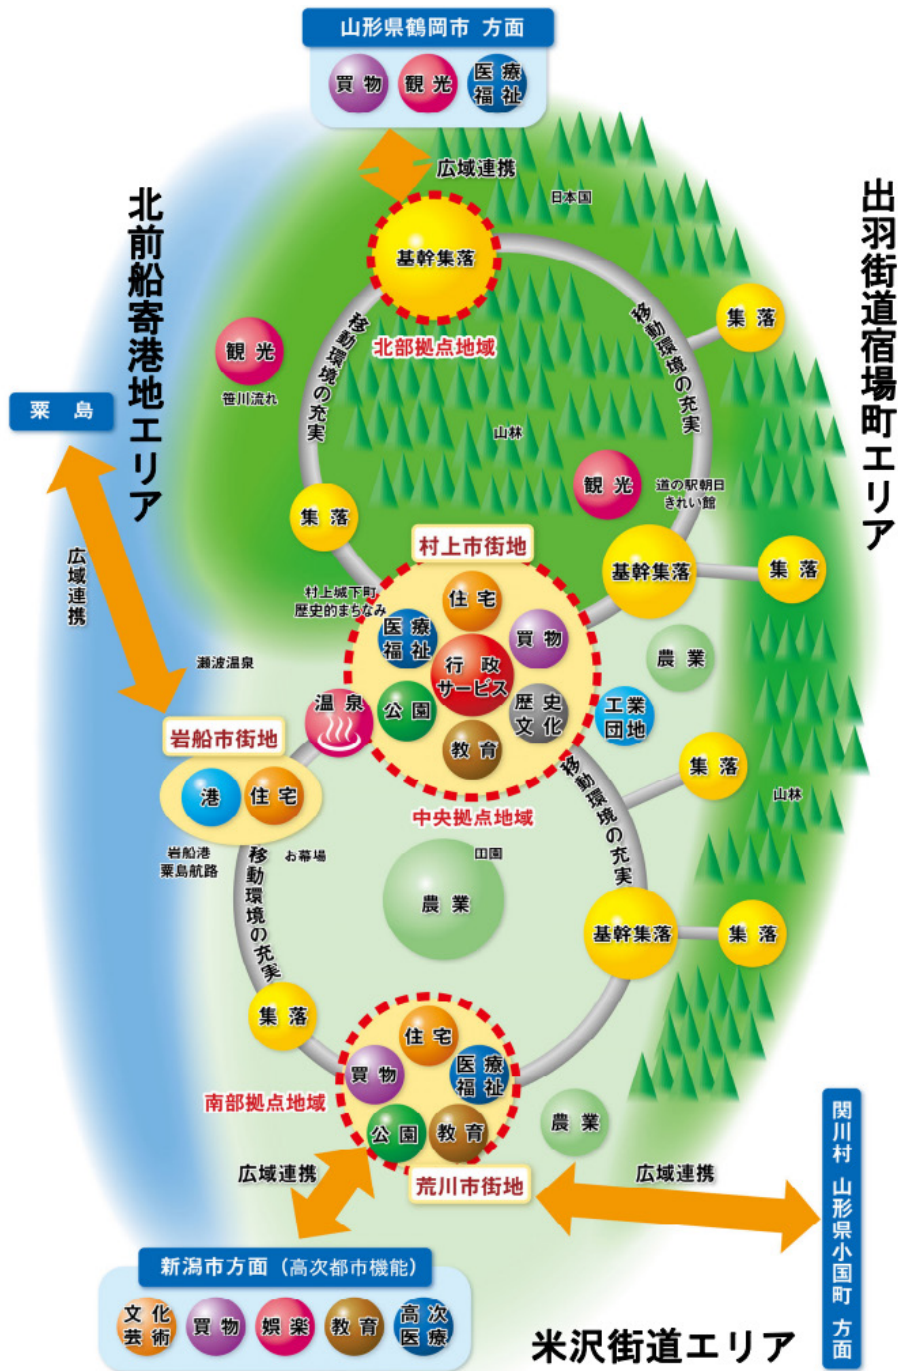 山形県鶴岡市 方面
買物
観光
医療
福祉
広域連携
日本国
北前船寄港地エリア
出羽街道宿場町エリア
基幹集落
北部拠点地域
移動環境の充実
移動環境の充実
集落
観光
笹川流れ
粟島
山林
観光
道の駅朝日
きれい館
集落
村上市街地
基幹集落
集落
広域連携
村上城下町
歴史的まちなみ
住宅
医療
福祉
買物
行政
サービス
農業
瀬波温泉
温泉
公園
歴史
文化
工業
団地
教育
岩船市街地
港
住宅
中央拠点地域
移動環境の充実
集落
山林
岩船港
粟島航路
お幕場
田園
移動環境の充実
農業
基幹集落
集落
集落
住宅
買物
医療
福祉
南部拠点地域
公園
教育
農業
広域連携
荒川市街地
広域連携
関川村 山形県小国町 方面
新潟市方面（高次都市機能）
文化
芸術
買物
娯楽
教育
高次
医療
米沢街道エリア